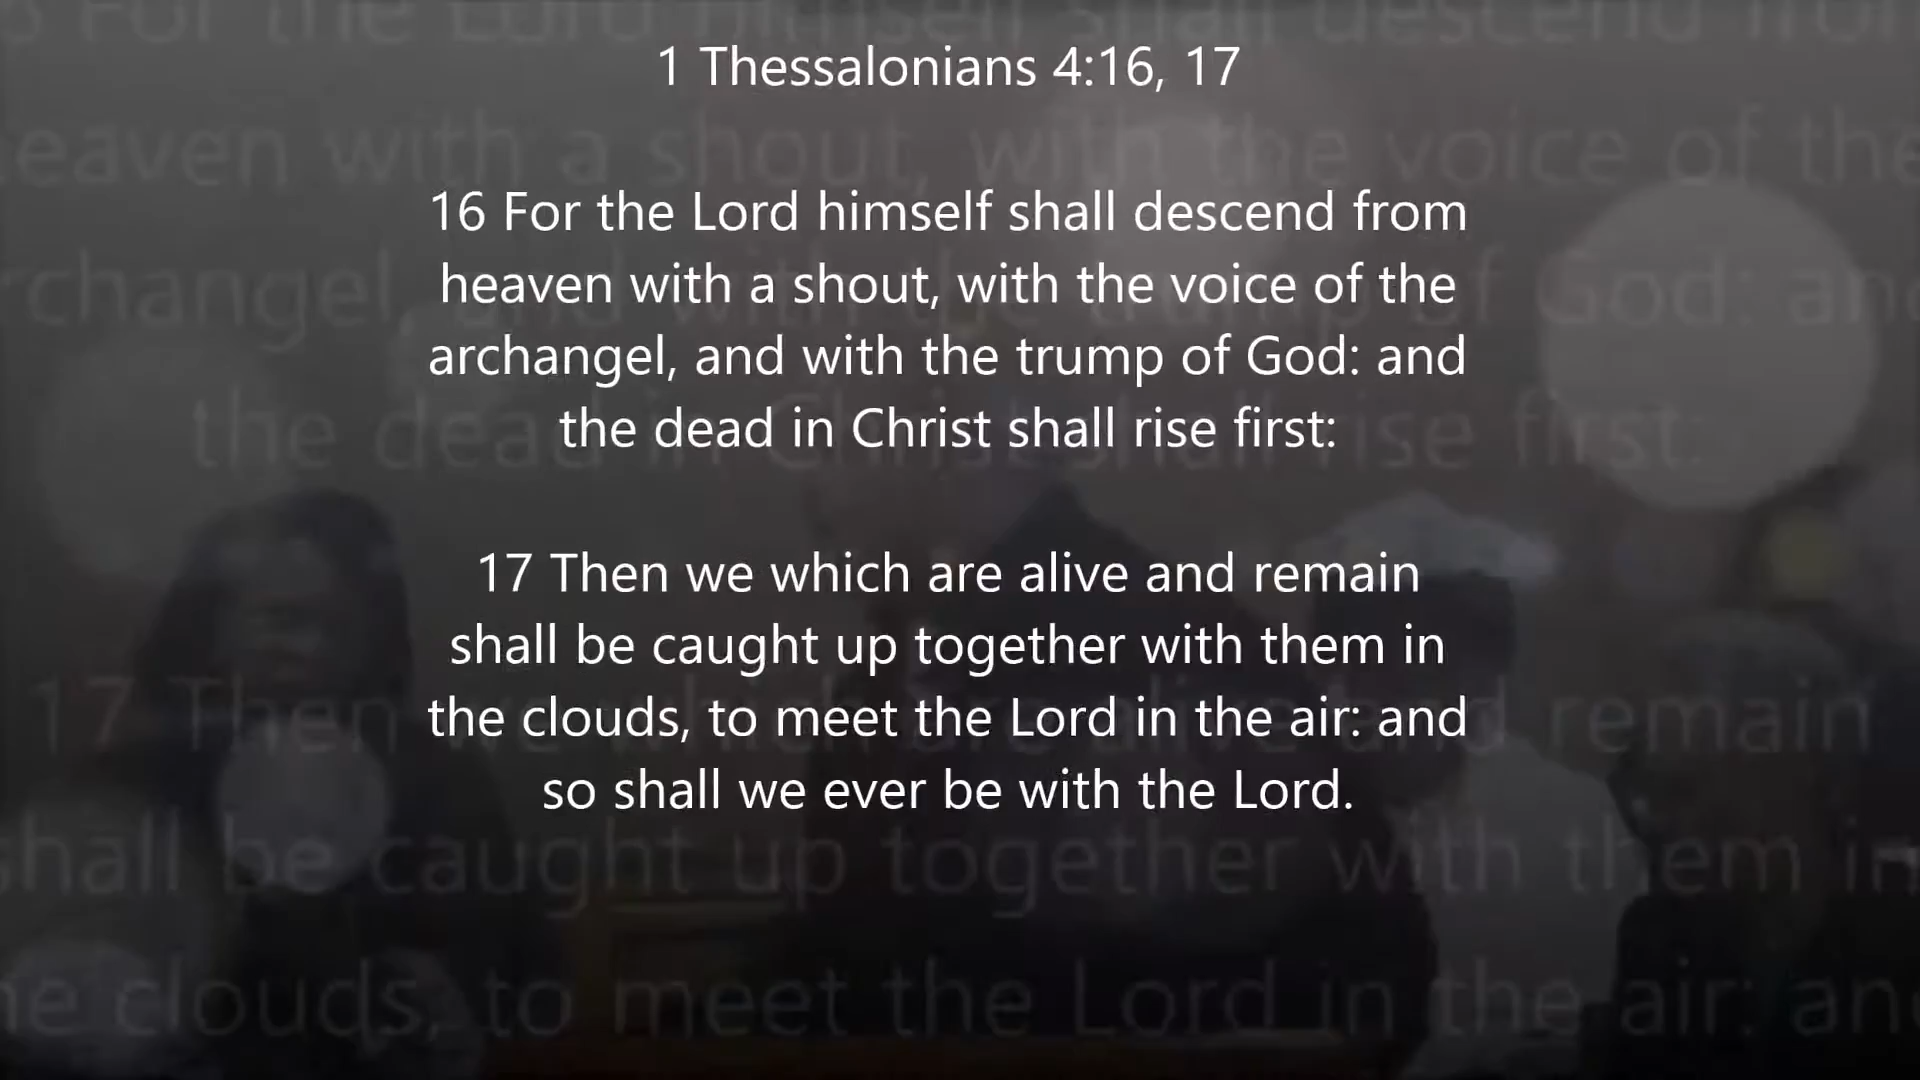 1 Thessalonians 4:16, 17
16 For the Lord himself shall descend from
heaven with a shout, with the voice of the
archangel, and with the trump of God: and
the dead in Christ shall rise first:
17 Then we which are alive and remain
shall be caught up together with them in
the clouds, to meet the Lord in the air: and
so shall we ever be with the Lord.